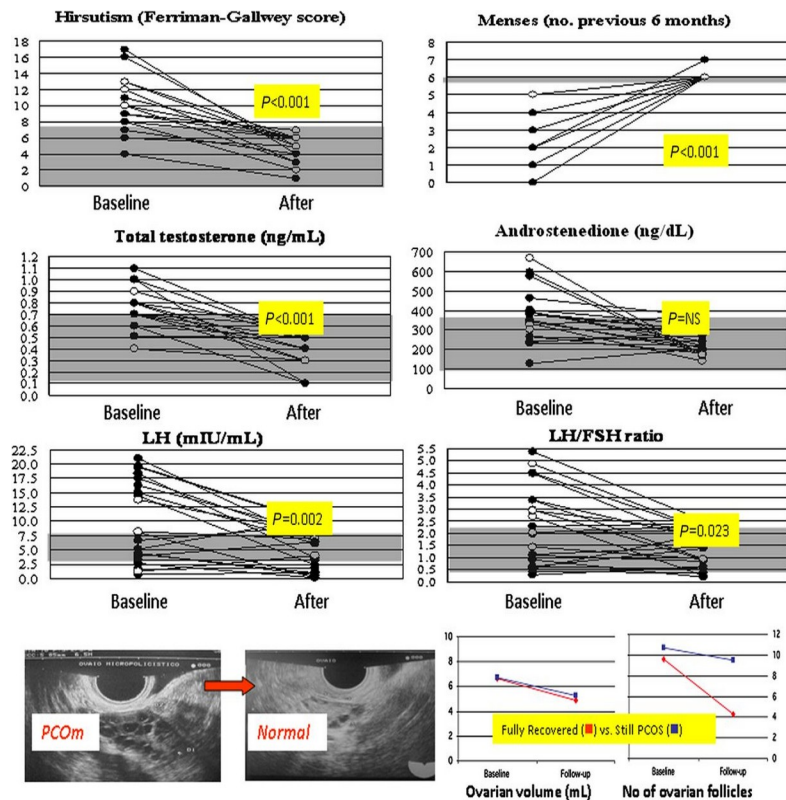 Hirsutism (Ferriman-Gallwey score)
18
16
14
12
10
8
6
4
2
0
P<0.001
Baseline
After
Menses (no. previous 6 months)
8
7
6
5
4
3
2
1
0
P<0.001
Total testosterone (ng/mL)
1.2
1.1
1.0
0.9
0.8
0.7
0.6
0.5
0.4
0.3
0.2
0.1
0.0
P<0.001
Baseline
After
Androstenedione (ng/dL)
700
600
500
400
300
200
100
0
P=NS
Baseline
After
LH (mIU/mL)
22.5
20.0
17.5
15.0
12.5
10.0
7.5
5.0
2.5
0.0
P=0.002
Baseline
After
LH/FSH ratio
5.5
5.0
4.5
4.0
3.5
3.0
2.5
2.0
1.5
1.0
0.5
0.0
P=0.023
Baseline
After
OVAIO MICROPOLICISTICO
PCOm
OVAIO
Normal
10
8
6
4
2
0
Baseline
Follow-up
Ovarian volume (mL)
12
10
8
6
4
2
0
Baseline
Follow-up
No of ovarian follicles
Fully Recovered ( ) vs. Still PCOS ( )